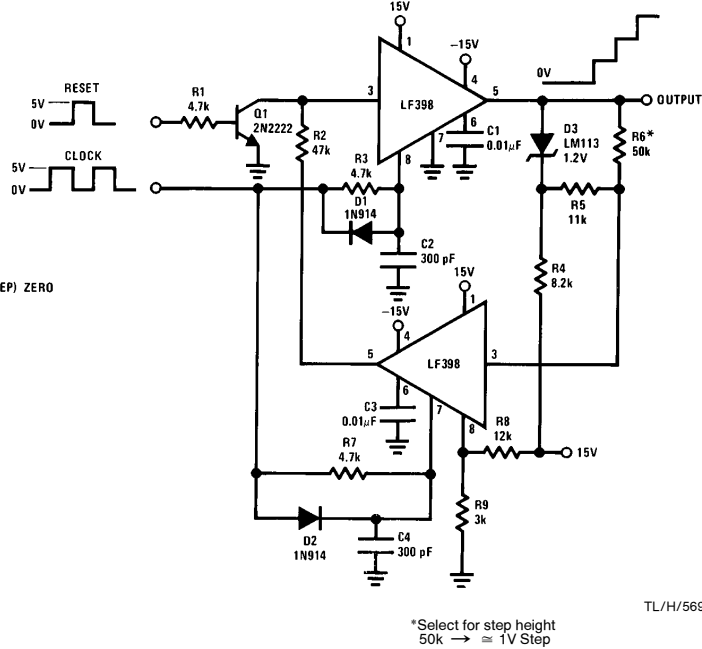 15V
1
-15V
4
0V
RESET
5V
0V
R1
4.7k
Q1
2N2222
3
LF398
5
OUTPUT
6
7
C1
0.01μF
D3
LM113
1.2V
R6*
50k
R2
47k
CLOCK
5V
0V
R3
4.7k
8
D1
1N914
R5
11k
C2
300 pF
R4
8.2k
EP) ZERO
15V
1
-15V
4
5
LF398
3
6
7
8
C3
0.01μF
R8
12k
15V
R7
4.7k
R9
3k
D2
1N914
C4
300 pF
TL/H/569
*Select for step height
50k → ≅ 1V Step